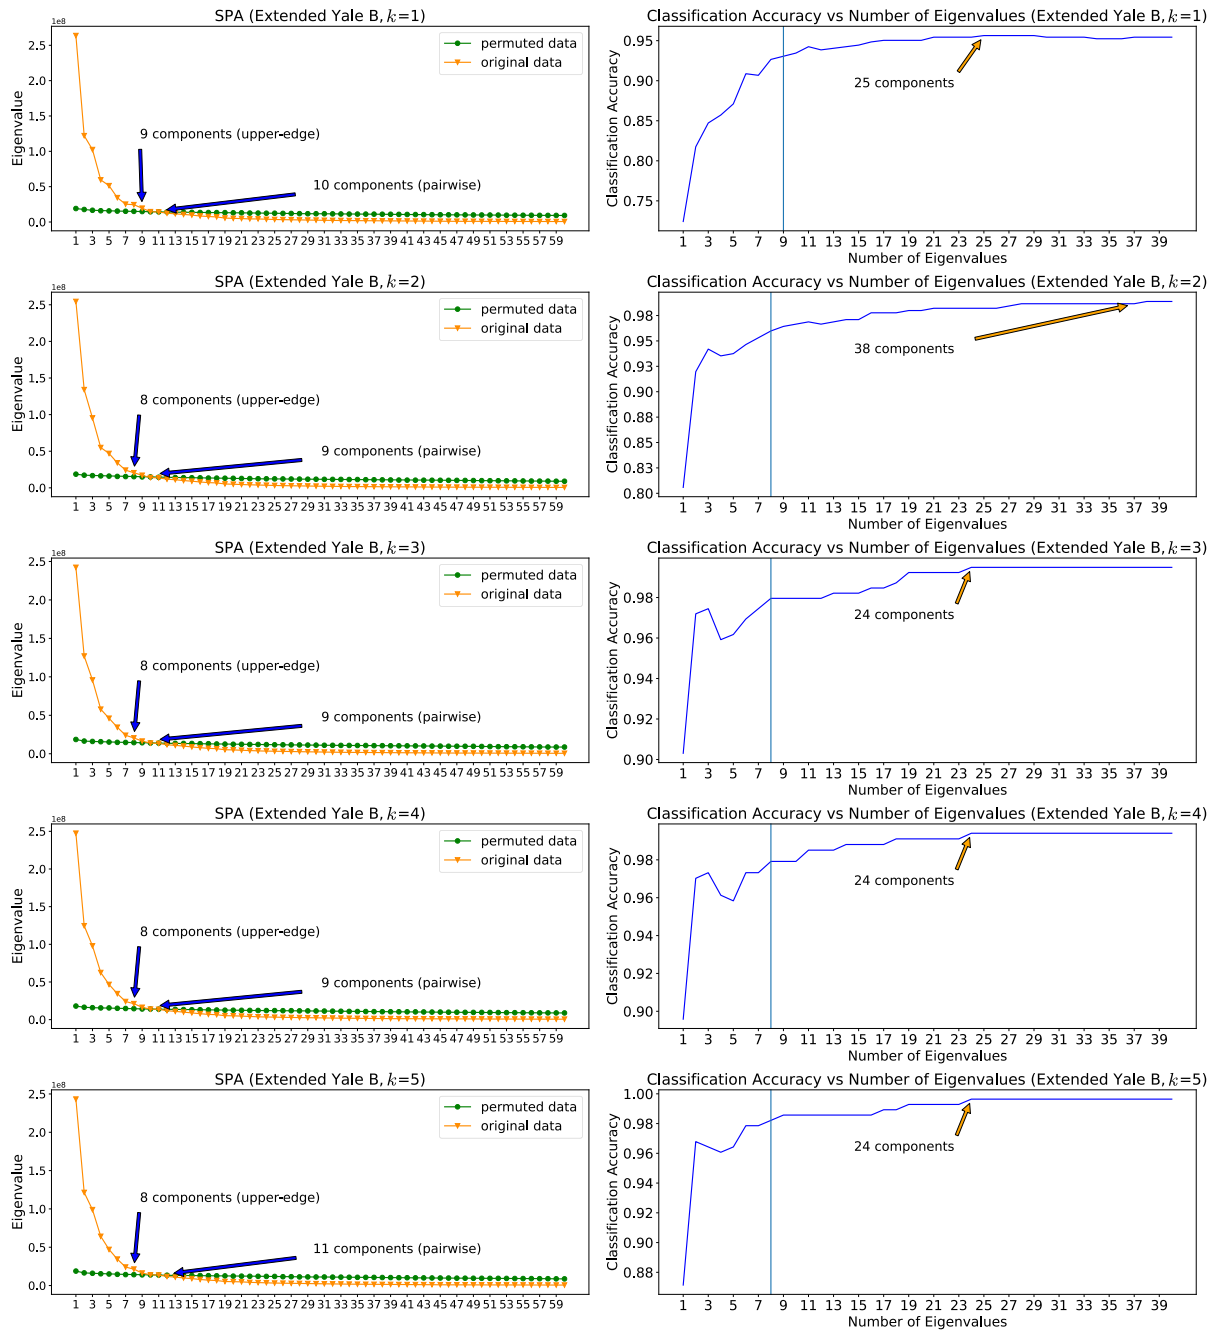 SPA (Extended Yale B, k=1)
1e8
2.5
2.0
1.5
1.0
0.5
0.0
Eigenvalue
permuted data
original data
9 components (upper-edge)
10 components (pairwise)
1 3 5 7 9 11 13 15 17 19 21 23 25 27 29 31 33 35 37 39 41 43 45 47 49 51 53 55 57 59
Classification Accuracy vs Number of Eigenvalues (Extended Yale B, k=1)
0.95
0.90
0.85
0.80
0.75
Classification Accuracy
25 components
1 3 5 7 9 11 13 15 17 19 21 23 25 27 29 31 33 35 37 39
Number of Eigenvalues
SPA (Extended Yale B, k=2)
1e8
2.5
2.0
1.5
1.0
0.5
0.0
Eigenvalue
permuted data
original data
8 components (upper-edge)
9 components (pairwise)
1 3 5 7 9 11 13 15 17 19 21 23 25 27 29 31 33 35 37 39 41 43 45 47 49 51 53 55 57 59
Classification Accuracy vs Number of Eigenvalues (Extended Yale B, k=2)
0.98
0.95
0.93
0.90
0.88
0.85
0.83
0.80
Classification Accuracy
38 components
1 3 5 7 9 11 13 15 17 19 21 23 25 27 29 31 33 35 37 39
Number of Eigenvalues
SPA (Extended Yale B, k=3)
1e8
2.5
2.0
1.5
1.0
0.5
0.0
Eigenvalue
permuted data
original data
8 components (upper-edge)
9 components (pairwise)
1 3 5 7 9 11 13 15 17 19 21 23 25 27 29 31 33 35 37 39 41 43 45 47 49 51 53 55 57 59
Classification Accuracy vs Number of Eigenvalues (Extended Yale B, k=3)
0.98
0.96
0.94
0.92
0.90
Classification Accuracy
24 components
1 3 5 7 9 11 13 15 17 19 21 23 25 27 29 31 33 35 37 39
Number of Eigenvalues
SPA (Extended Yale B, k=4)
1e8
2.5
2.0
1.5
1.0
0.5
0.0
Eigenvalue
permuted data
original data
8 components (upper-edge)
9 components (pairwise)
1 3 5 7 9 11 13 15 17 19 21 23 25 27 29 31 33 35 37 39 41 43 45 47 49 51 53 55 57 59
Classification Accuracy vs Number of Eigenvalues (Extended Yale B, k=4)
0.98
0.96
0.94
0.92
0.90
Classification Accuracy
24 components
1 3 5 7 9 11 13 15 17 19 21 23 25 27 29 31 33 35 37 39
Number of Eigenvalues
SPA (Extended Yale B, k=5)
1e8
2.5
2.0
1.5
1.0
0.5
0.0
Eigenvalue
permuted data
original data
8 components (upper-edge)
11 components (pairwise)
1 3 5 7 9 11 13 15 17 19 21 23 25 27 29 31 33 35 37 39 41 43 45 47 49 51 53 55 57 59
Classification Accuracy vs Number of Eigenvalues (Extended Yale B, k=5)
1.00
0.98
0.96
0.94
0.92
0.90
0.88
Classification Accuracy
24 components
1 3 5 7 9 11 13 15 17 19 21 23 25 27 29 31 33 35 37 39
Number of Eigenvalues